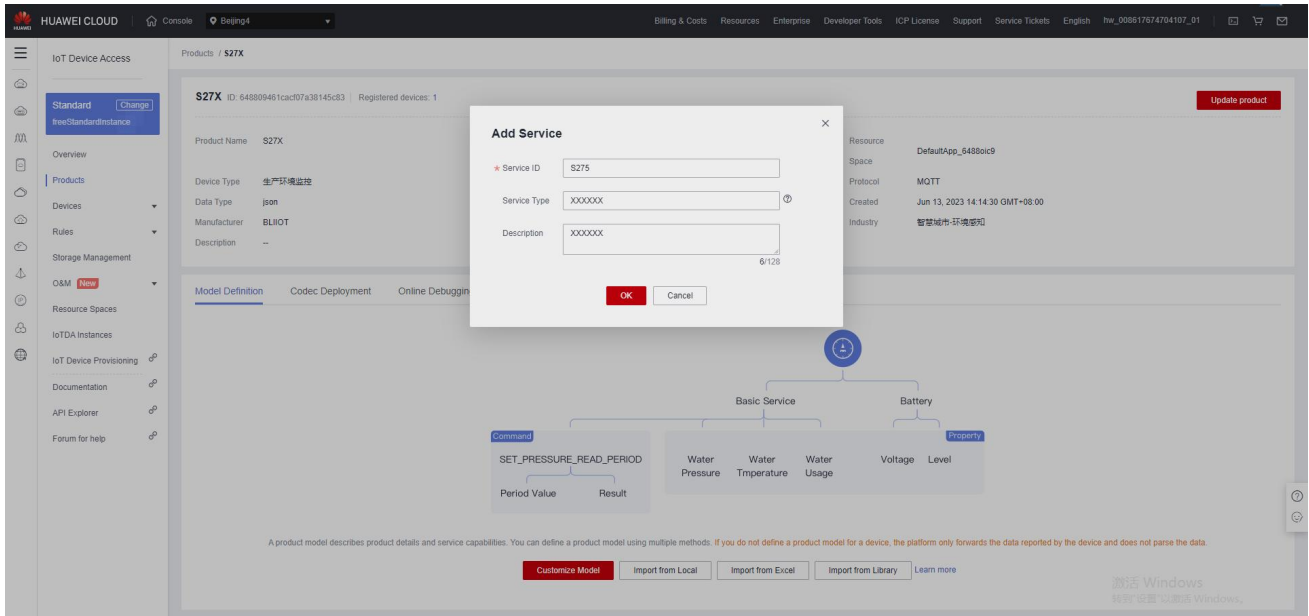 HUAWEI
HUAWEI CLOUD
Console
Beijing4
Billing & Costs Resources Enterprise Developer Tools ICP License Support Service Tickets English hw_008617674704107_01
IoT Device Access
Standard Change
freeStandardInstance
Overview
Products
Devices
Rules
Storage Management
O&M New
Resource Spaces
IoTDA Instances
IoT Device Provisioning
Documentation
API Explorer
Forum for help
Products / S27X
S27X ID: 648809461cacf07a38145c83 Registered devices: 1
Update product
Product Name S27X
Device Type 生产环境监控
Data Type json
Manufacturer BLIIOT
Description --
Resource
Space
DefaultApp_6488oic9
Protocol MQTT
Created Jun 13, 2023 14:14:30 GMT+08:00
Industry 智慧城市-环境感知
Add Service
* Service ID S275
Service Type XXXXXX
Description XXXXXX
6/128
OK Cancel
Model Definition Codec Deployment Online Debuggin
Basic Service Battery
Command
SET_PRESSURE_READ_PERIOD
Period Value Result
Property
Water Water Water Voltage Level
Pressure Tmperature Usage
A product model describes product details and service capabilities. You can define a product model using multiple methods. If you do not define a product model for a device, the platform only forwards the data reported by the device and does not parse the data.
Customize Model Import from Local Import from Excel Import from Library Learn more
激活 Windows
转到"设置"以激活 Windows。